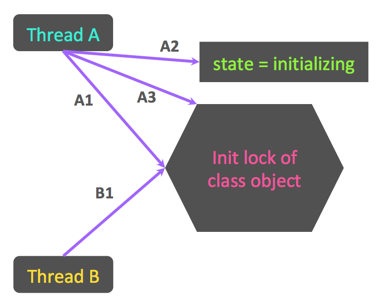 Thread A
A2
state = initializing
A3
A1
Init lock of
class object
B1
Thread B